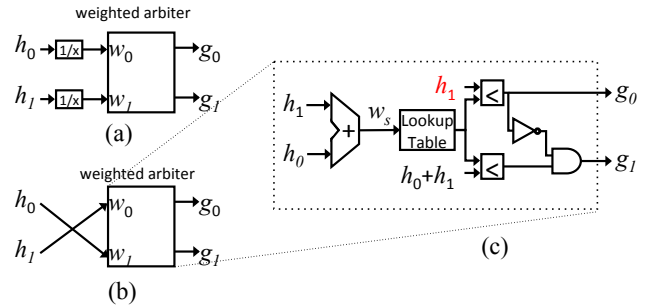 weighted arbiter
h0 1/x w0 g0
h1 1/x w1 g1
(a)
weighted arbiter
h0 w0 g0
h1 w1 g1
(b)
h1
h0
+
ws
Lookup
Table
h1
<
g0
h0+h1
<
g1
(c)